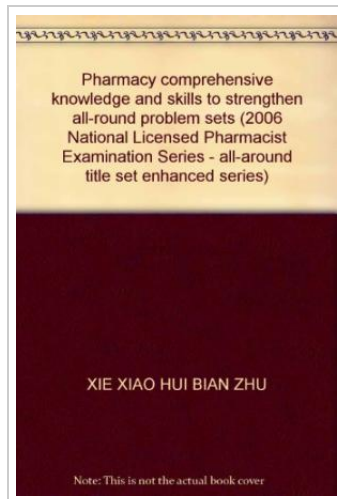 Pharmacy comprehensive
knowledge and skills to strengthen
all-round problem sets (2006
National Licensed Pharmacist
Examination Series - all-around
title set enhanced series)
XIE XIAO HUI BIAN ZHU
Note: This is not the actual book cover